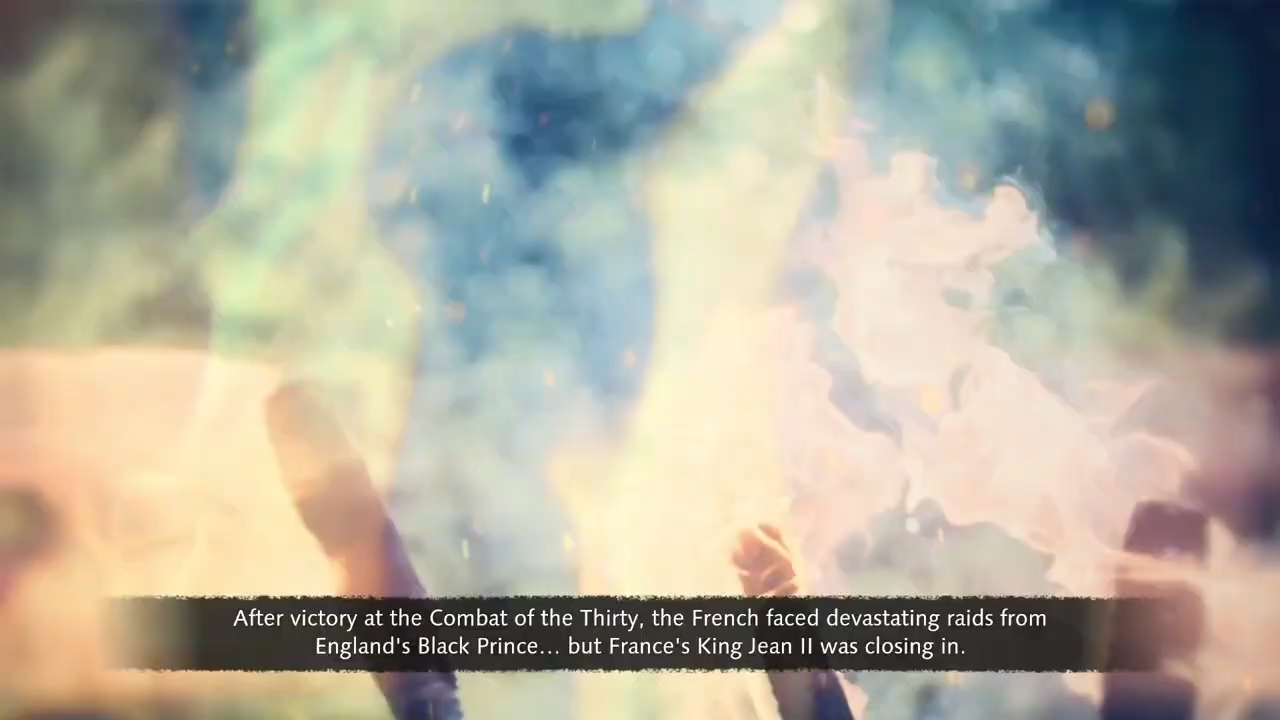 After victory at the Combat of the Thirty, the French faced devastating raids from
England's Black Prince… but France's King Jean II was closing in.